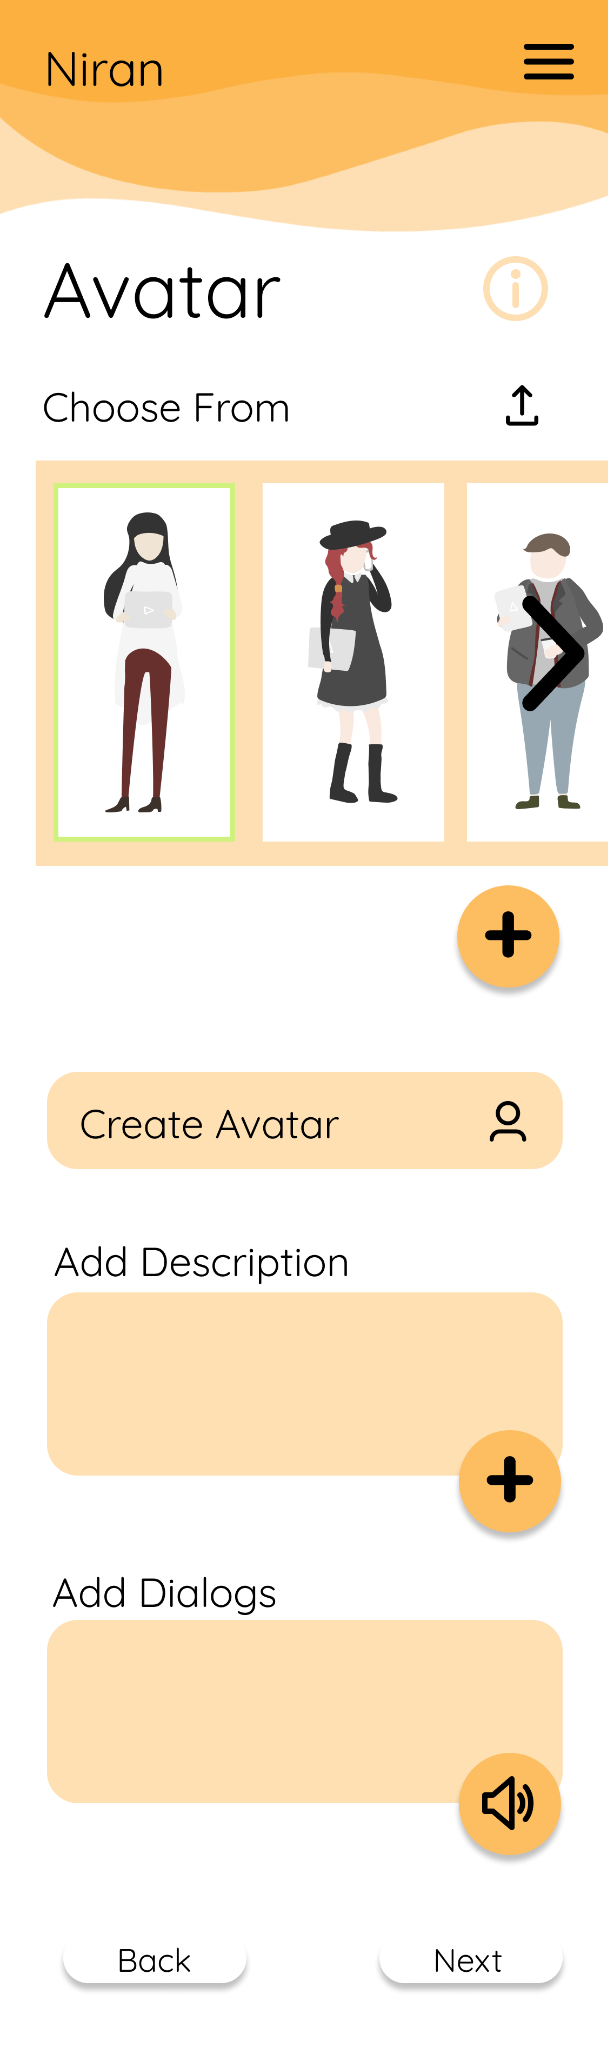 Niran
Avatar
Choose From
Create Avatar
Add Description
Add Dialogs
Back
Next